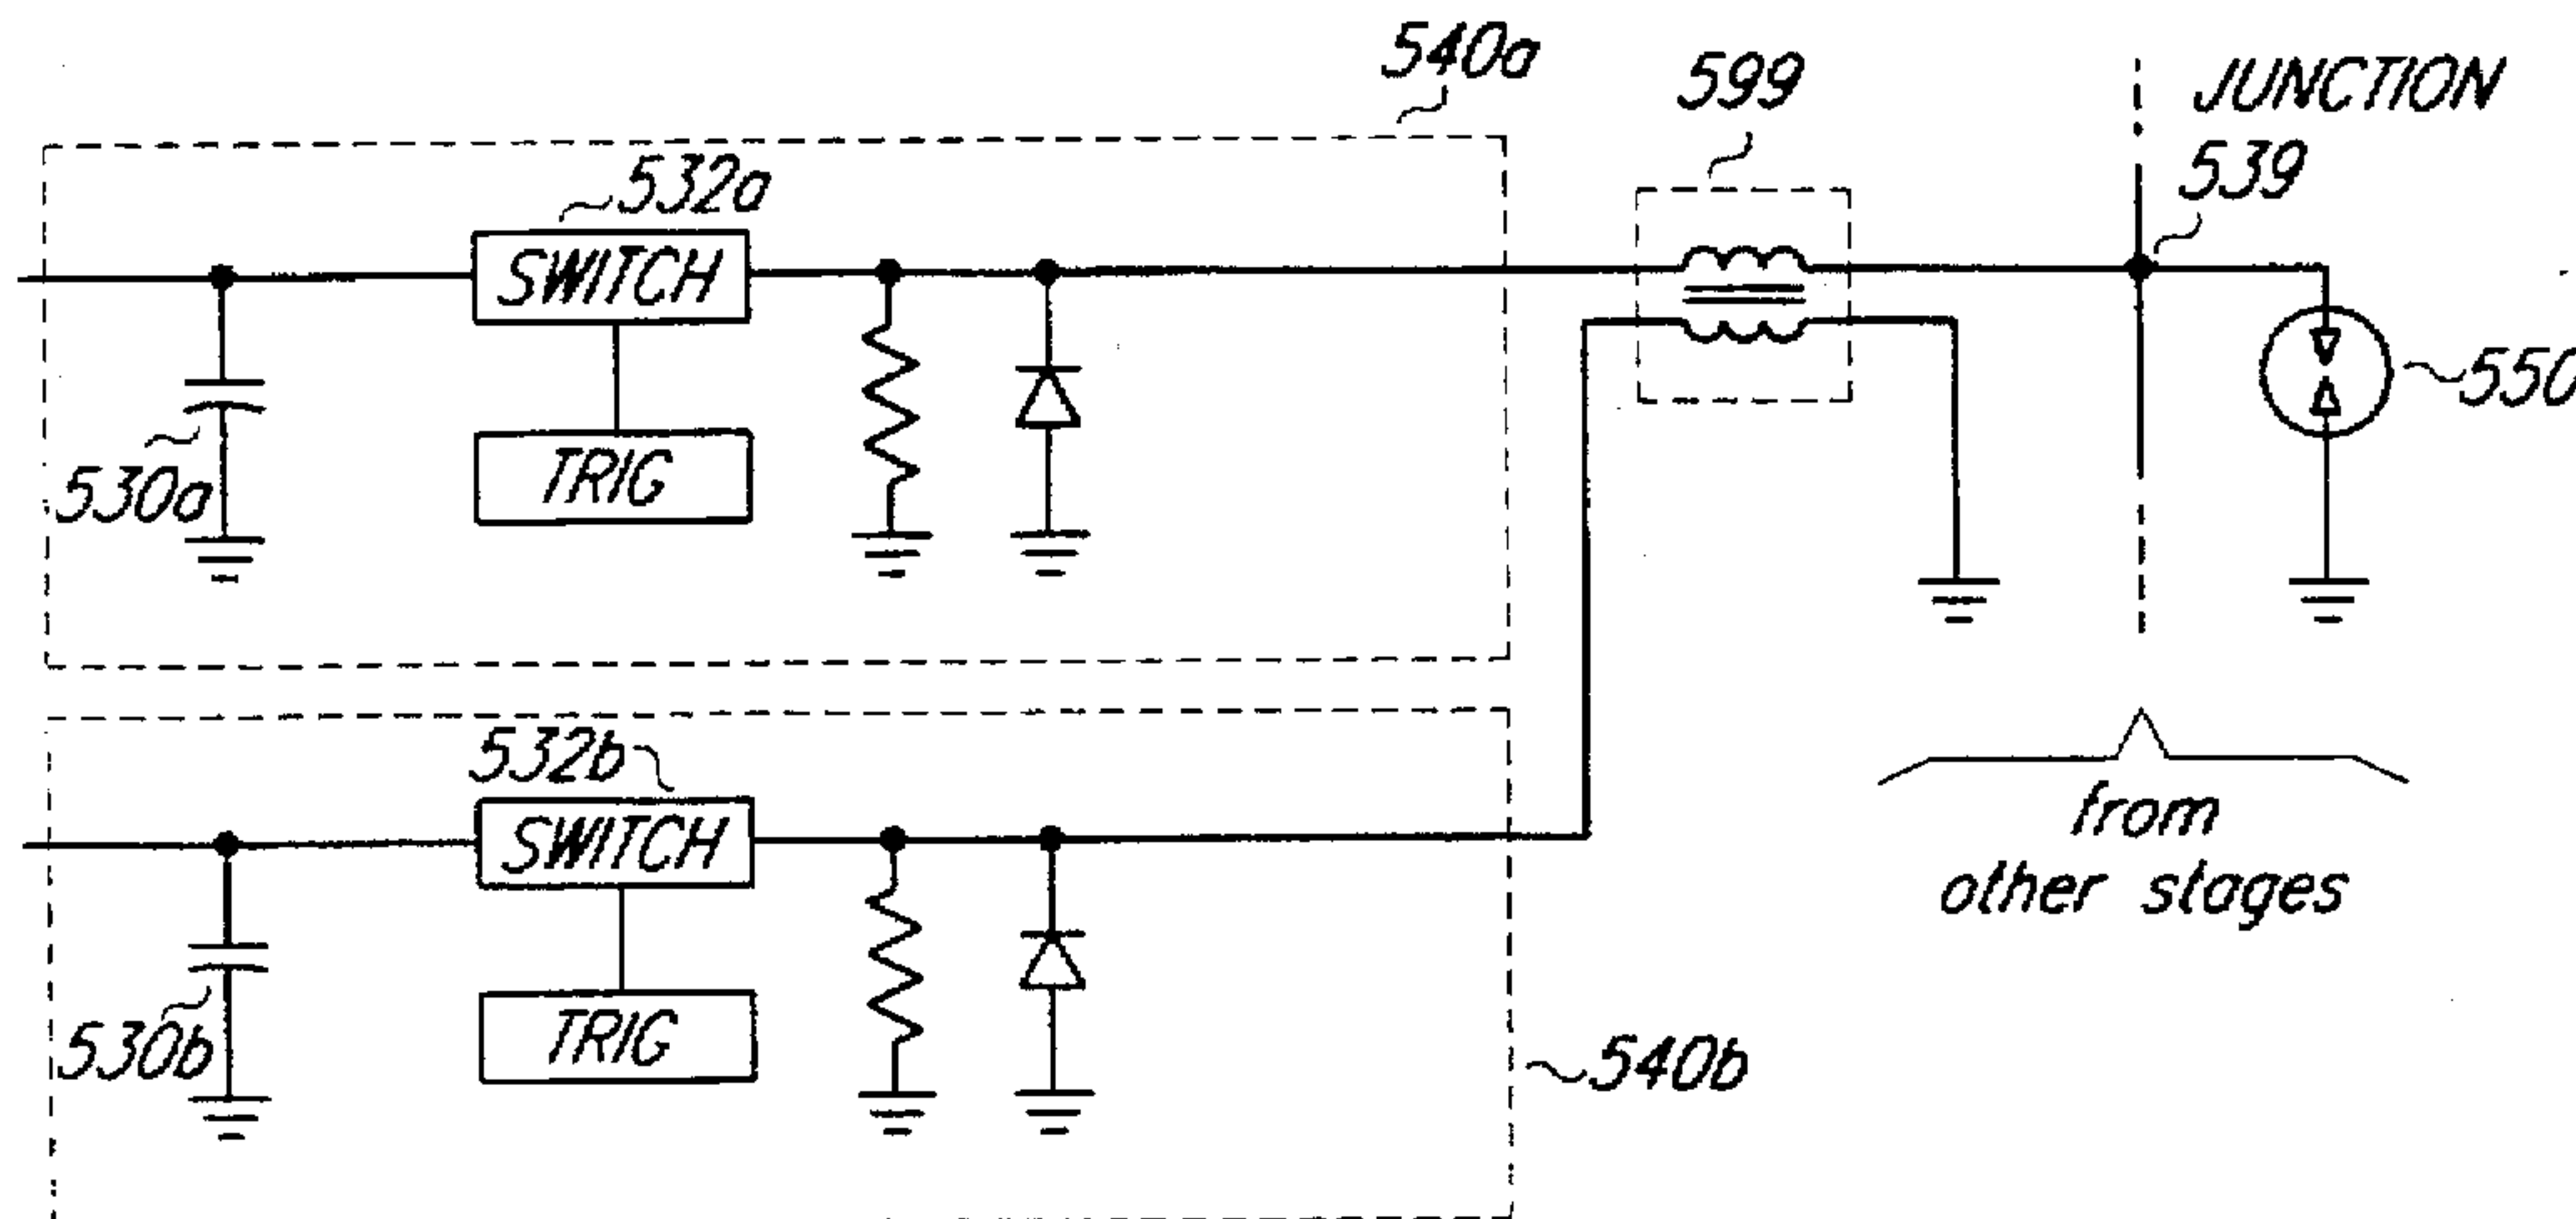 540a
599
JUNCTION
539
532a
SWITCH
TRIG
530a
550
532b
SWITCH
TRIG
530b
540b
from
other stages